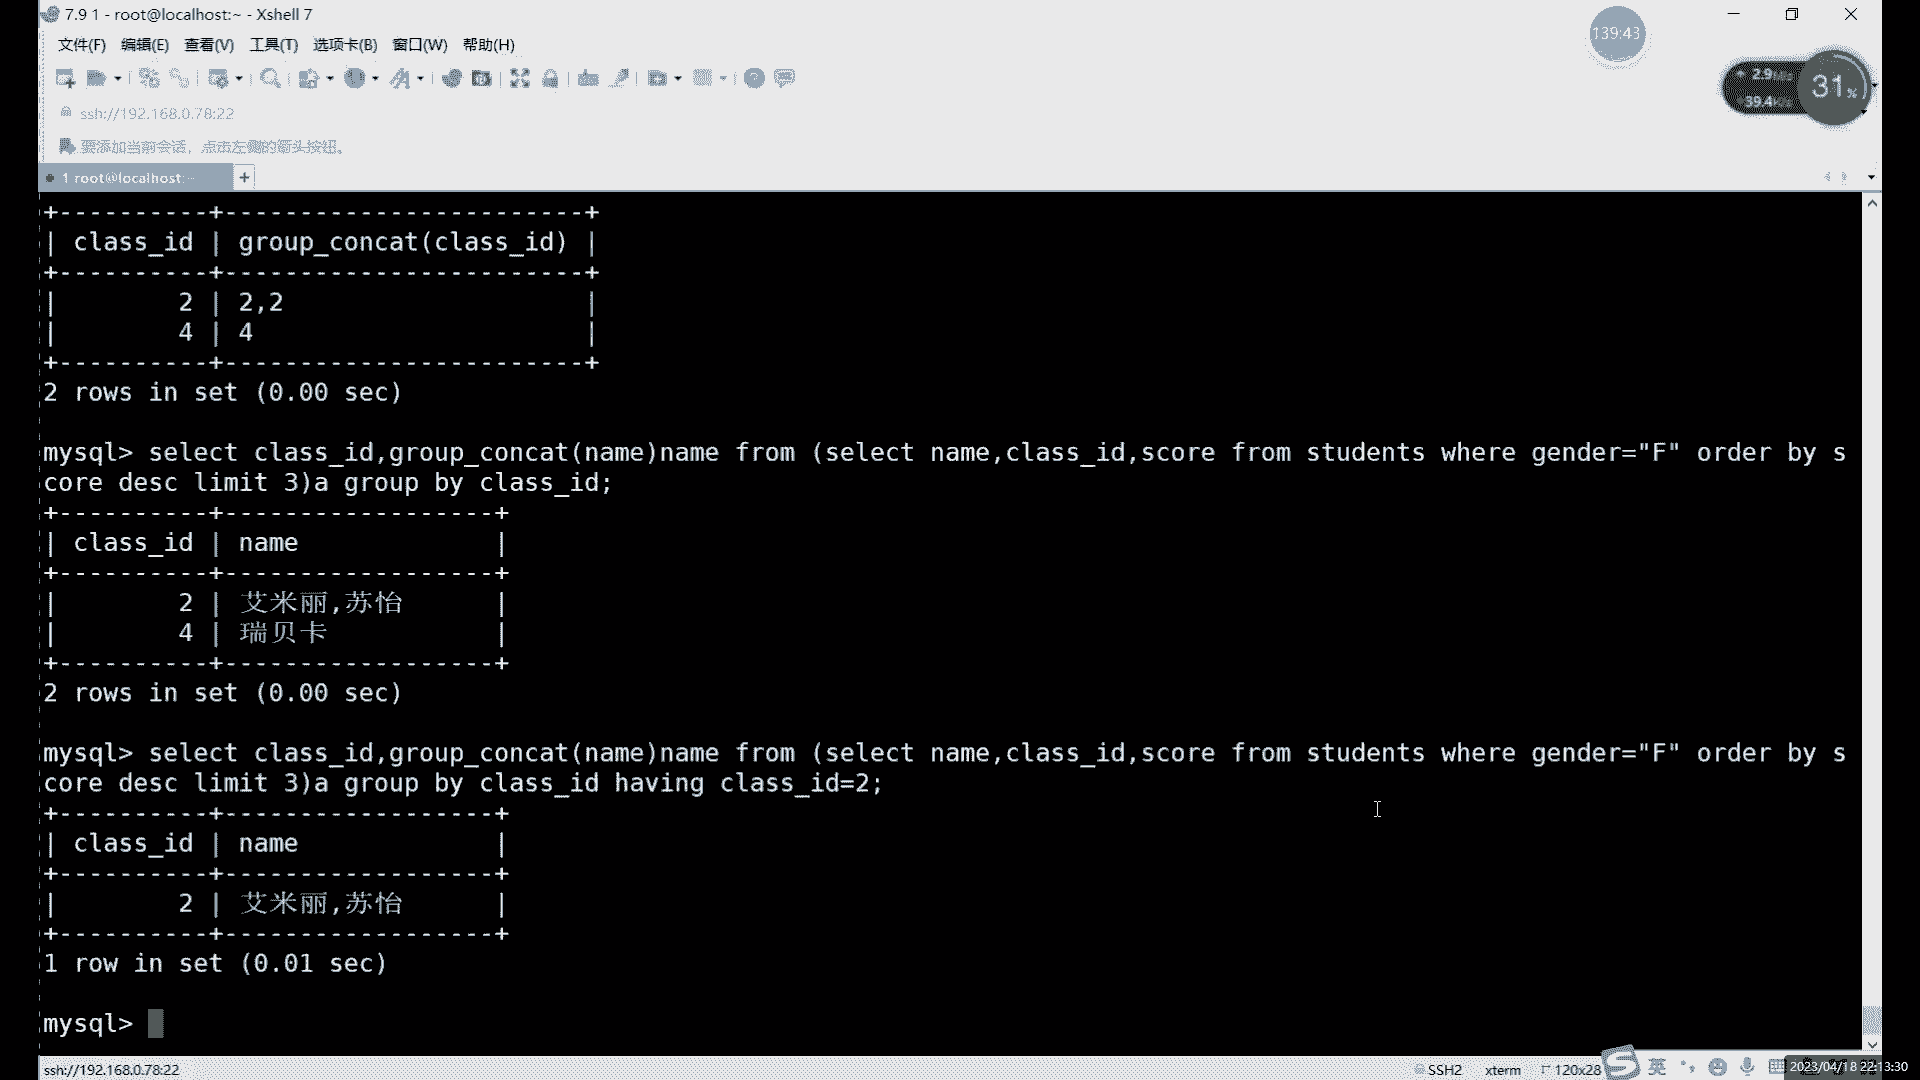 7.9 1 - root@localhost:~ - Xshell 7
139:43
文件(F) 编辑(E) 查看(V) 工具(T) 选项卡(B) 窗口(W) 帮助(H)
2.9
31%
39.4
ssh://192.168.0.78:22
要添加当前会话，点击左侧的箭头按钮。
1 root@localhost:~ +
+----------+------------------------+
| class_id | group_concat(class_id) |
+----------+------------------------+
|        2 | 2,2                    |
|        4 | 4                      |
+----------+------------------------+
2 rows in set (0.00 sec)
mysql> select class_id,group_concat(name)name from (select name,class_id,score from students where gender="F" order by s
core desc limit 3)a group by class_id;
+----------+------------------+
| class_id | name             |
+----------+------------------+
|        2 | 艾米丽,苏怡      |
|        4 | 瑞贝卡           |
+----------+------------------+
2 rows in set (0.00 sec)
mysql> select class_id,group_concat(name)name from (select name,class_id,score from students where gender="F" order by s
core desc limit 3)a group by class_id having class_id=2;
+----------+------------------+
| class_id | name             |
+----------+------------------+
|        2 | 艾米丽,苏怡      |
+----------+------------------+
1 row in set (0.01 sec)
mysql>
ssh://192.168.0.78:22 SSH2 xterm 120x28 英 2023/04/18 22:13:30